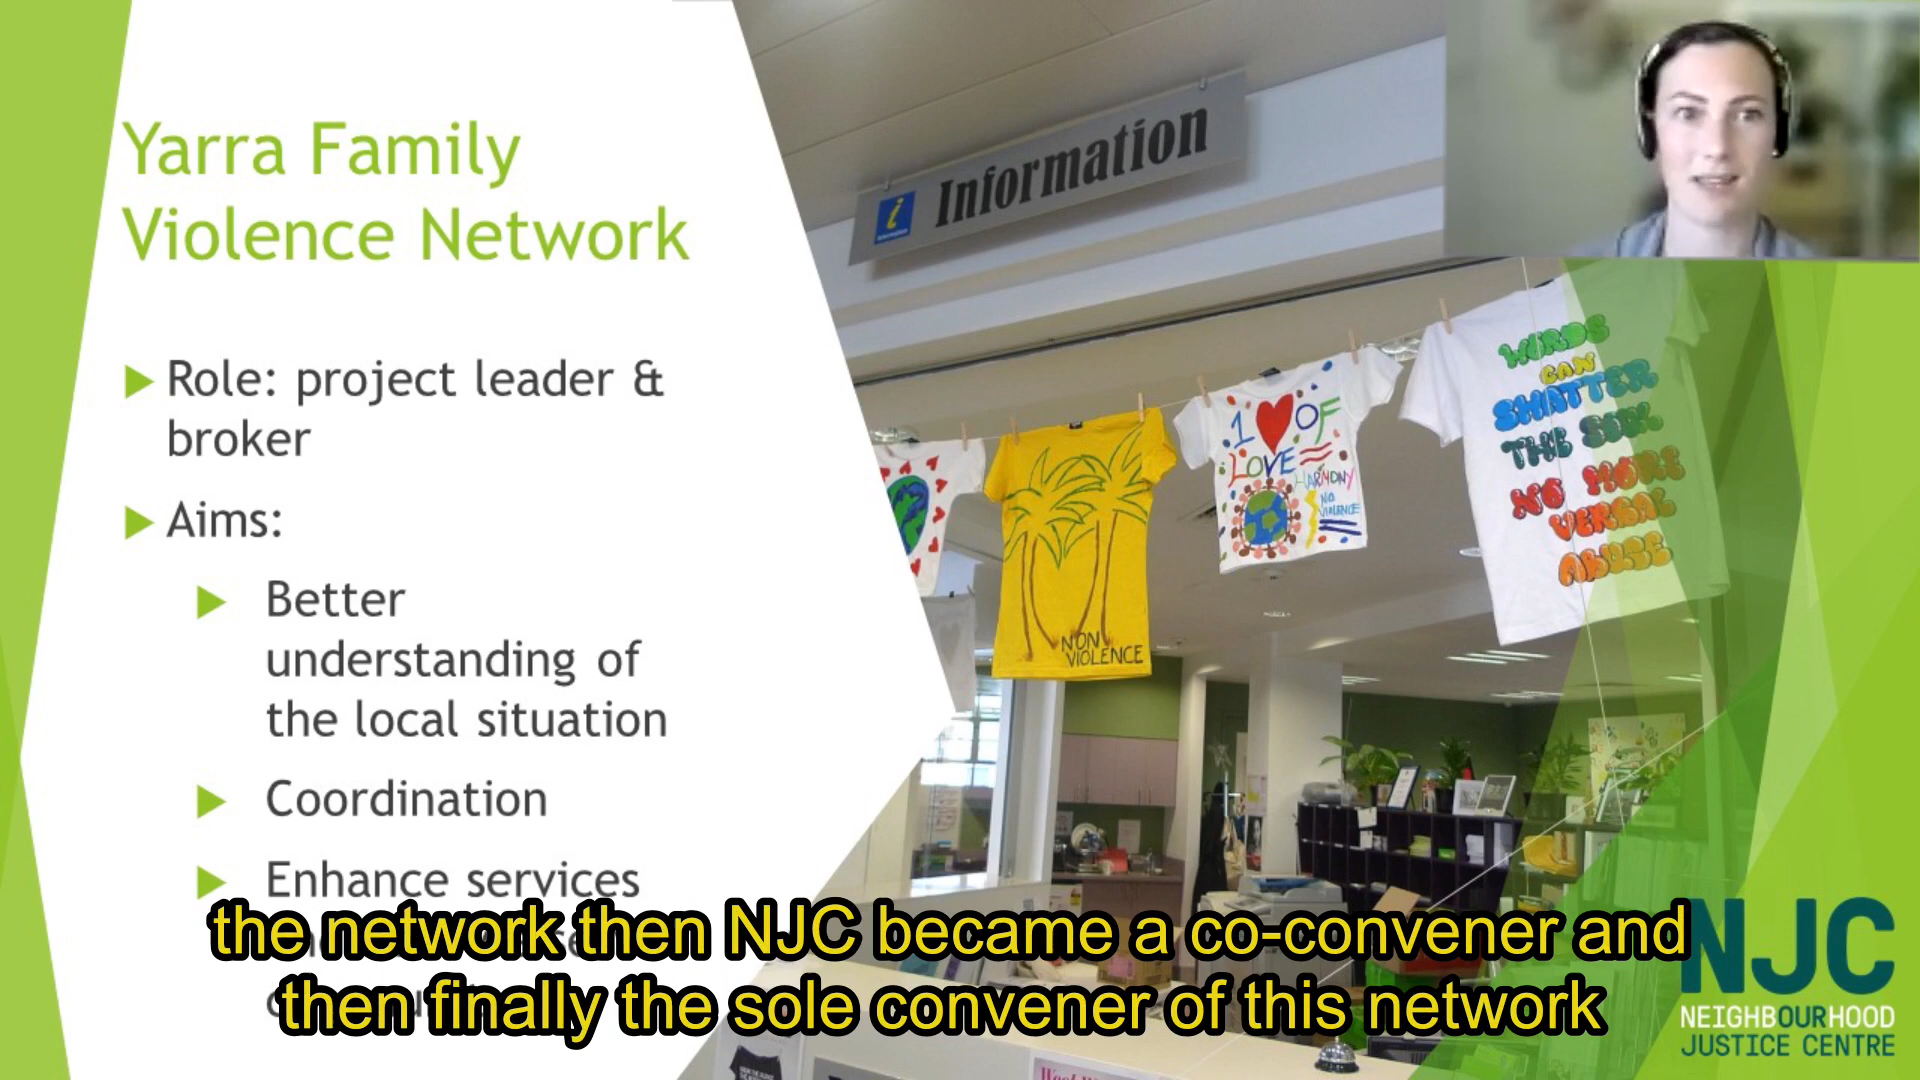 Yarra Family
Violence Network
Role: project leader &
broker
Aims:
Better
understanding of
the local situation
Coordination
Enhance services
Information
i
NON
VIOLENCE
1 OF
LOVE =
HARMONY
NO
VIOLENCE
WORDS
CAN
SHATTER
THE SOUL
NO MORE
VERBAL
ABUSE
the network then NJC became a co-convener and
then finally the sole convener of this network
NJC
NEIGHBOURHOOD
JUSTICE CENTRE